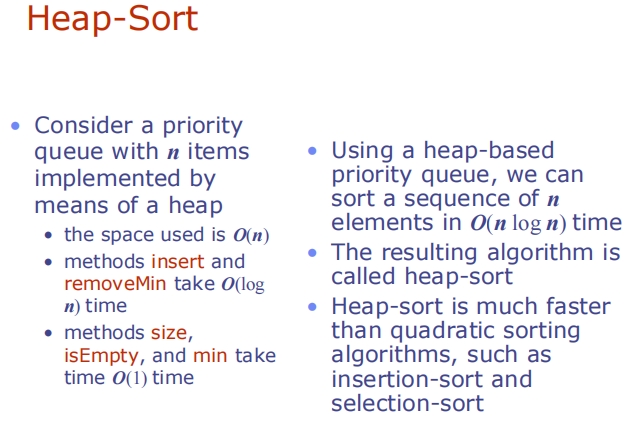 Heap-Sort
• Consider a priority
queue with n items
implemented by
means of a heap
• the space used is O(n)
• methods insert and
removeMin take O(log
n) time
• methods size,
isEmpty, and min take
time O(1) time
• Using a heap-based
priority queue, we can
sort a sequence of n
elements in O(n log n) time
• The resulting algorithm is
called heap-sort
• Heap-sort is much faster
than quadratic sorting
algorithms, such as
insertion-sort and
selection-sort